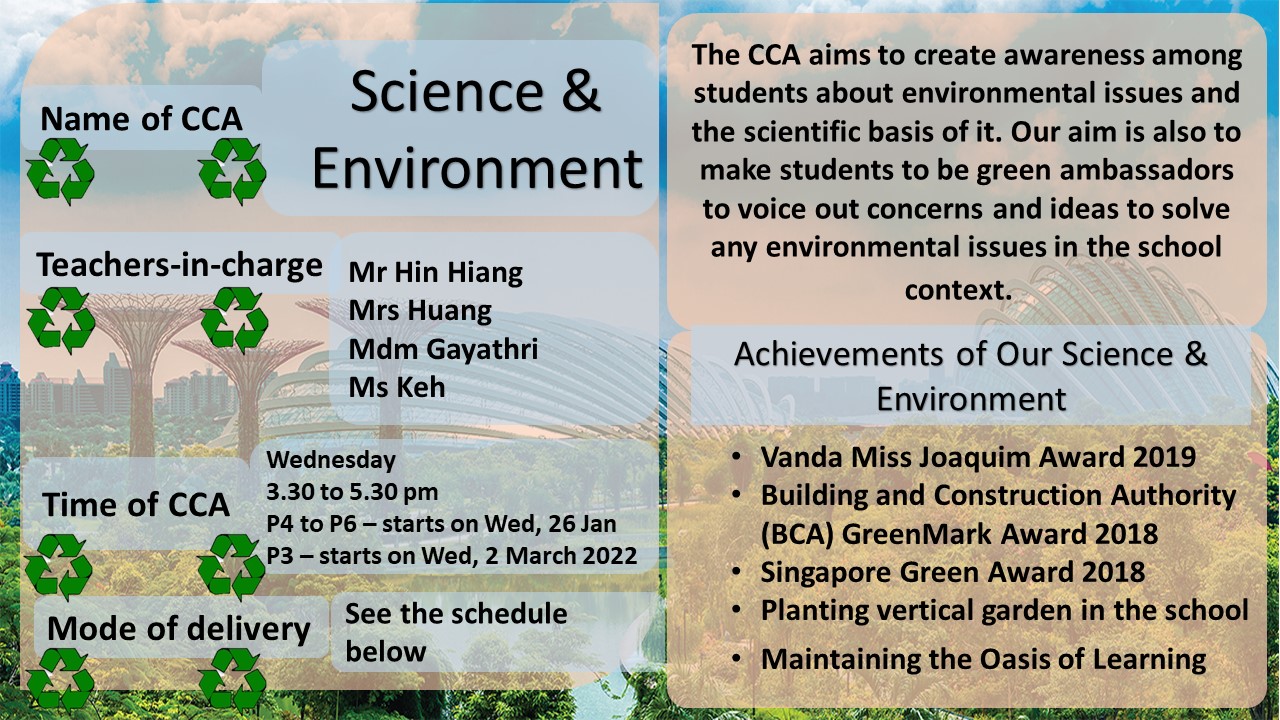 Name of CCA
Science &
Environment
Teachers-in-charge
Mr Hin Hiang
Mrs Huang
Mdm Gayathri
Ms Keh
Time of CCA
Wednesday
3.30 to 5.30 pm
P4 to P6 – starts on Wed, 26 Jan
P3 – starts on Wed, 2 March 2022
Mode of delivery
See the schedule
below
The CCA aims to create awareness among
students about environmental issues and
the scientific basis of it. Our aim is also to
make students to be green ambassadors
to voice out concerns and ideas to solve
any environmental issues in the school
context.
Achievements of Our Science &
Environment
• Vanda Miss Joaquim Award 2019
• Building and Construction Authority
(BCA) GreenMark Award 2018
• Singapore Green Award 2018
• Planting vertical garden in the school
• Maintaining the Oasis of Learning